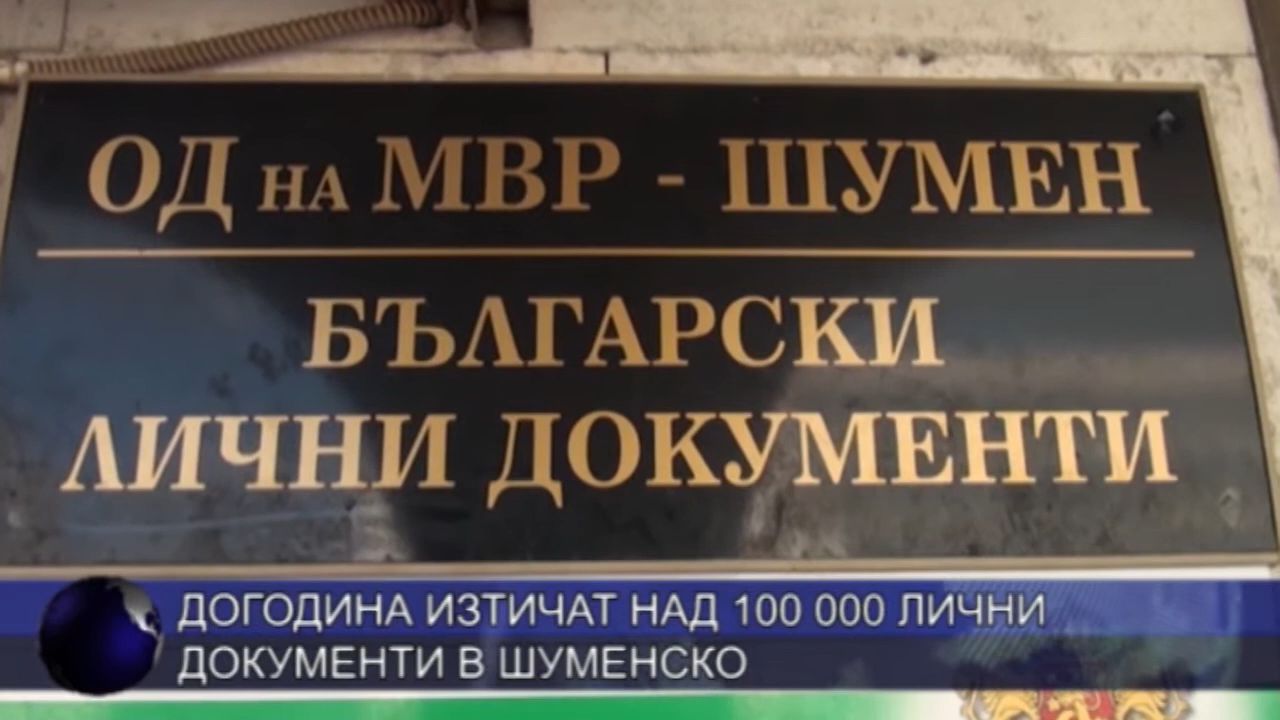 ОД НА МВР - ШУМЕН
БЪЛГАРСКИ
ЛИЧНИ ДОКУМЕНТИ
ДОГОДИНА ИЗТИЧАТ НАД 100 000 ЛИЧНИ
ДОКУМЕНТИ В ШУМЕНСКО